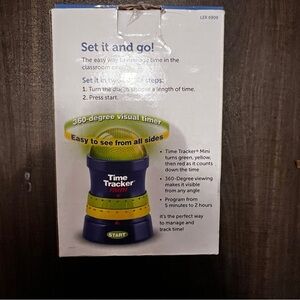 LER 6909
Set it and go!
The easy way to manage time in the
classroom
Set it in two steps:
1. Turn the dial to choose a length of time.
2. Press start.
360-degree visual timer
Easy to see from all sides
Time
Tracker
mini
START
• Time Tracker® Mini
turns green, yellow,
then red as it counts
down the time
• 360-Degree viewing
makes it visible
from any angle
• Program from
5 minutes to 2 hours
It's the perfect way
to manage and
track time!